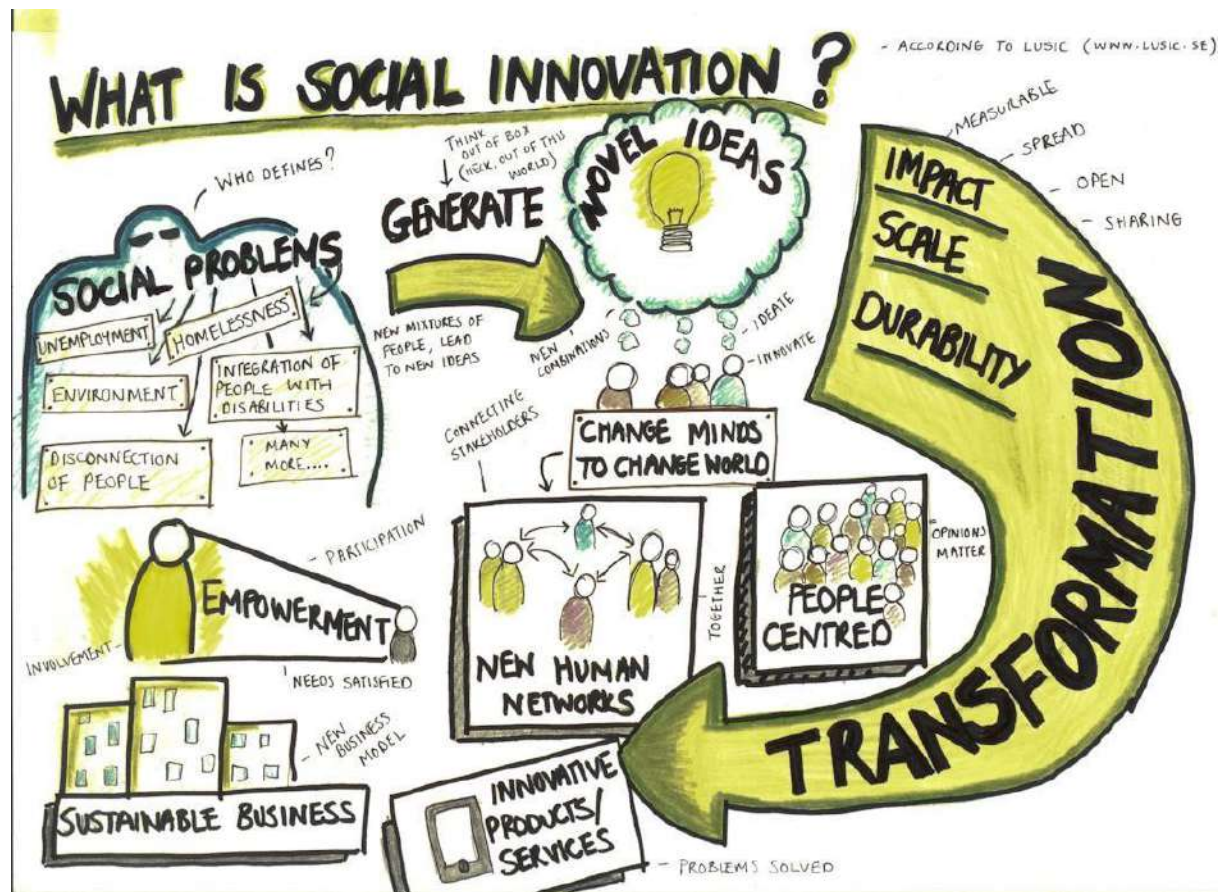 WHAT IS SOCIAL INNOVATION?
- ACCORDING TO LUSIC (WWW.LUSIC.SE)
WHO DEFINES?
SOCIAL PROBLEMS
UNEMPLOYMENT
HOMELESSNESS
ENVIRONMENT
INTEGRATION OF
PEOPLE WITH
DISABILITIES
DISCONNECTION
OF PEOPLE
MANY
MORE....
THINK
OUT OF BOX
(HECK, OUT OF THIS
WORLD)
GENERATE
NEW MIXTURES OF
PEOPLE, LEAD
TO NEW IDEAS
NOVEL IDEAS
NEW
COMBINATIONS
- IDEATE
- INNOVATE
CHANGE MINDS
TO CHANGE WORLD
CONNECTING
STAKEHOLDERS
NEW HUMAN
NETWORKS
TOGETHER
PEOPLE
CENTRED
OPINIONS
MATTER
IMPACT
SCALE
DURABILITY
MEASURABLE
SPREAD
OPEN
SHARING
TRANSFORMATION
EMPOWERMENT
- PARTICIPATION
INVOLVEMENT -
NEEDS SATISFIED
- NEW
BUSINESS
MODEL
SUSTAINABLE BUSINESS
INNOVATIVE
PRODUCTS/
SERVICES
- PROBLEMS SOLVED